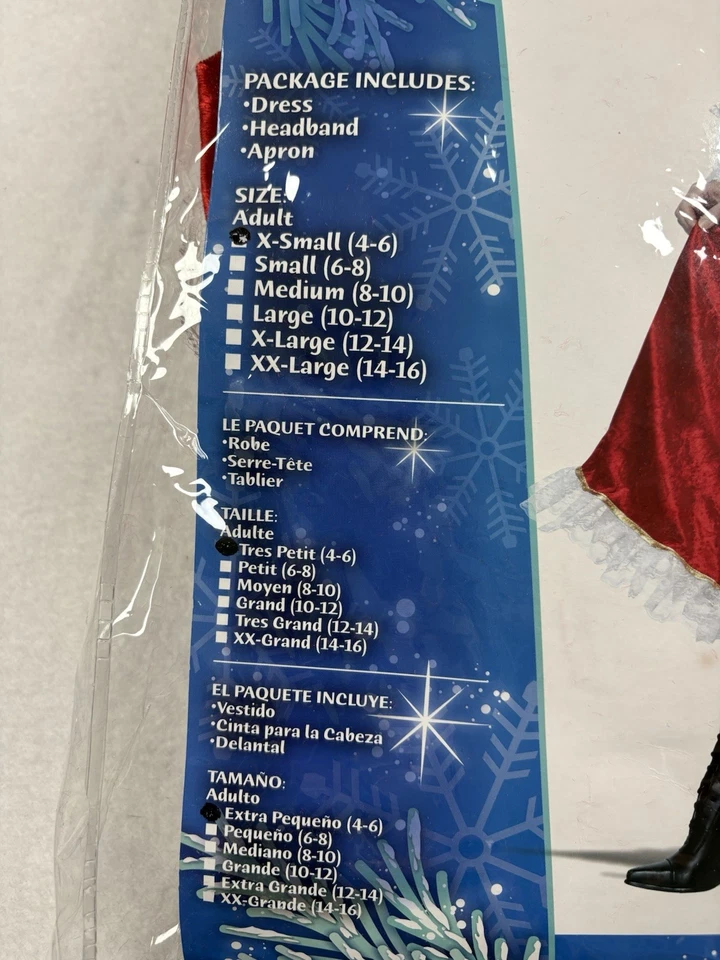 PACKAGE INCLUDES:
•Dress
•Headband
•Apron
SIZE:
Adult
X-Small (4-6)
Small (6-8)
Medium (8-10)
Large (10-12)
X-Large (12-14)
XX-Large (14-16)
LE PAQUET COMPREND:
•Robe
•Serre-Tête
•Tablier
TAILLE:
Adulte
Tres Petit (4-6)
Petit (6-8)
Moyen (8-10)
Grand (10-12)
Tres Grand (12-14)
XX-Grand (14-16)
EL PAQUETE INCLUYE:
•Vestido
•Cinta para la Cabeza
•Delantal
TAMAÑO:
Adulto
Extra Pequeño (4-6)
Pequeño (6-8)
Mediano (8-10)
Grande (10-12)
Extra Grande (12-14)
XX-Grande (14-16)